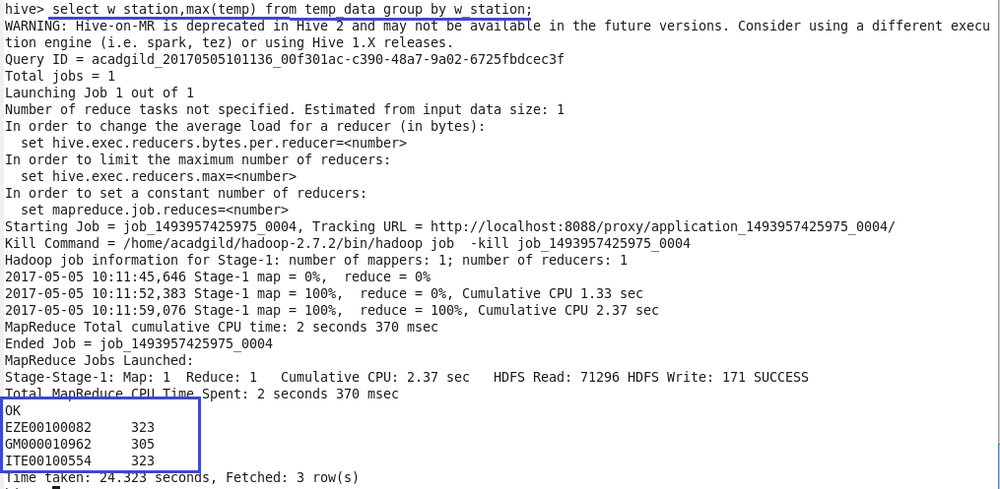 hive> select w_station,max(temp) from temp_data group by w_station;
WARNING: Hive-on-MR is deprecated in Hive 2 and may not be available in the future versions. Consider using a different execu
tion engine (i.e. spark, tez) or using Hive 1.X releases.
Query ID = acadgild_20170505101136_00f301ac-c390-48a7-9a02-6725fbdcec3f
Total jobs = 1
Launching Job 1 out of 1
Number of reduce tasks not specified. Estimated from input data size: 1
In order to change the average load for a reducer (in bytes):
  set hive.exec.reducers.bytes.per.reducer=<number>
In order to limit the maximum number of reducers:
  set hive.exec.reducers.max=<number>
In order to set a constant number of reducers:
  set mapreduce.job.reduces=<number>
Starting Job = job_1493957425975_0004, Tracking URL = http://localhost:8088/proxy/application_1493957425975_0004/
Kill Command = /home/acadgild/hadoop-2.7.2/bin/hadoop job  -kill job_1493957425975_0004
Hadoop job information for Stage-1: number of mappers: 1; number of reducers: 1
2017-05-05 10:11:45,646 Stage-1 map = 0%,  reduce = 0%
2017-05-05 10:11:52,383 Stage-1 map = 100%,  reduce = 0%, Cumulative CPU 1.33 sec
2017-05-05 10:11:59,076 Stage-1 map = 100%,  reduce = 100%, Cumulative CPU 2.37 sec
MapReduce Total cumulative CPU time: 2 seconds 370 msec
Ended Job = job_1493957425975_0004
MapReduce Jobs Launched:
Stage-Stage-1: Map: 1  Reduce: 1   Cumulative CPU: 2.37 sec   HDFS Read: 71296 HDFS Write: 171 SUCCESS
Total MapReduce CPU Time Spent: 2 seconds 370 msec
OK
EZE00100082     323
GM000010962     305
ITE00100554     323
Time taken: 24.323 seconds, Fetched: 3 row(s)